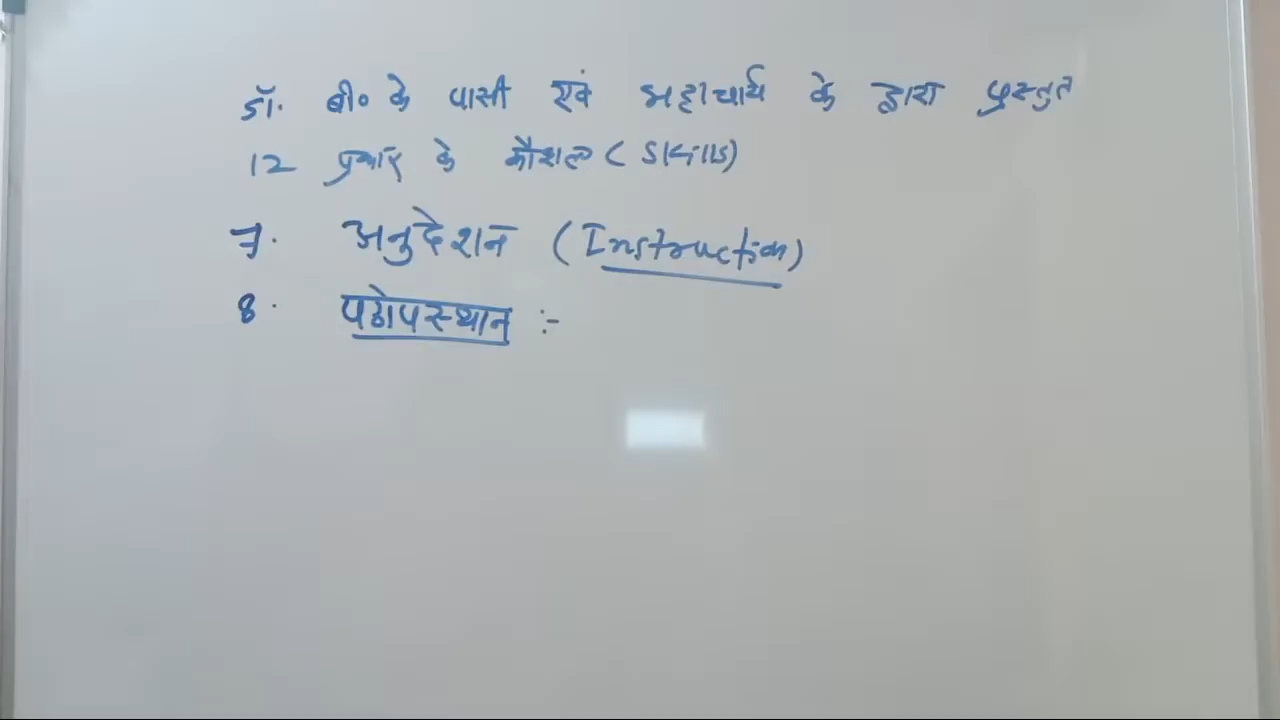 डॉ. बी० के पासी एवं भट्टाचार्य के द्वारा प्रस्तुत
12 प्रकार के कौशल ( Skills)
7. अनुदेशन (Instruction)
8. पठोपस्थान :-